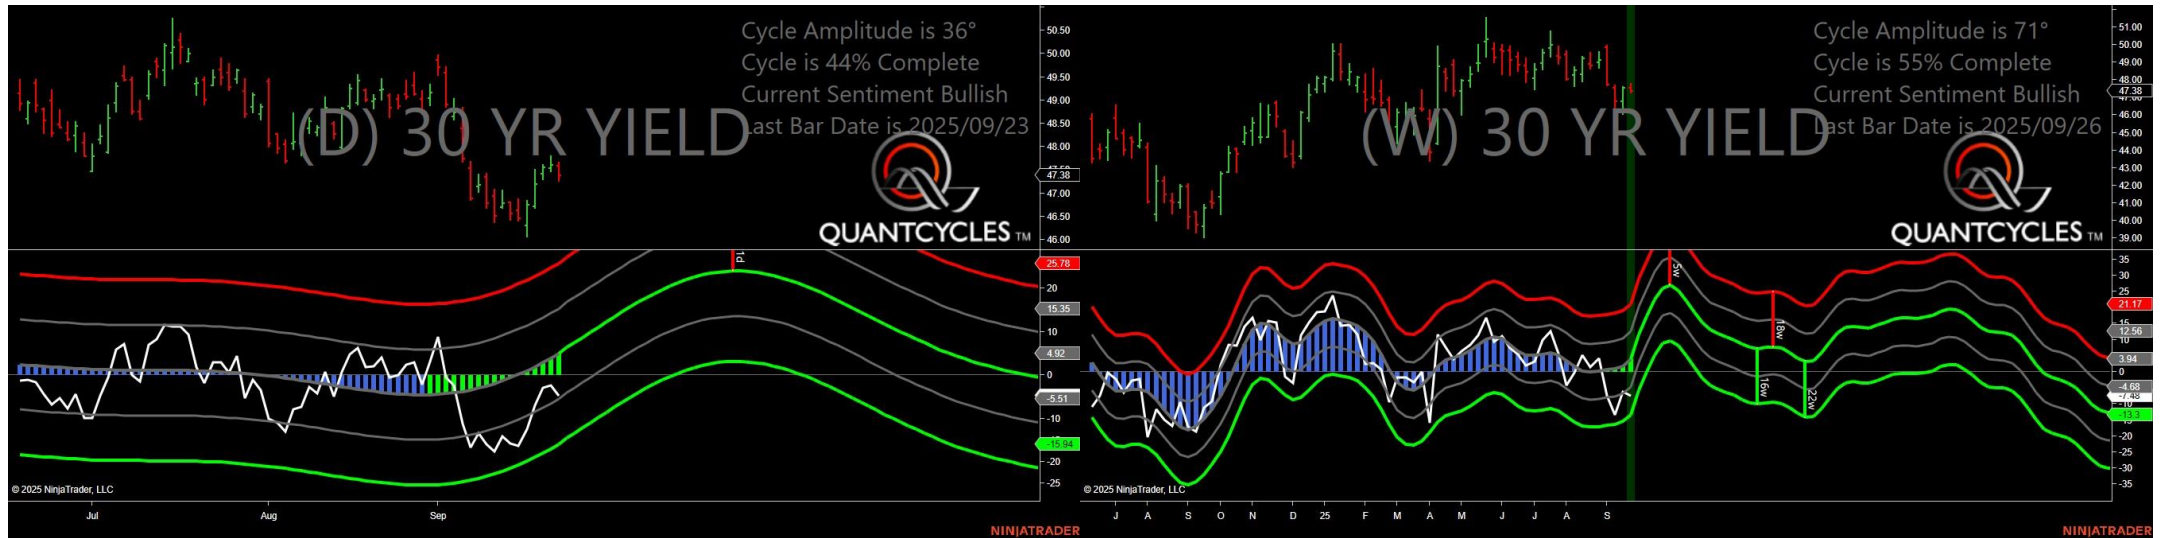 Cycle Amplitude is 36°
Cycle is 44% Complete
Current Sentiment Bullish
Last Bar Date is 2025/09/23
(D) 30 YR YIELD
QUANTCYCLES TM
50.50
50.00
49.50
49.00
48.50
48.00
47.38
47.00
46.50
46.00
1d
25.78
20
15.35
10
4.92
0
-5.51
-10
-15.94
-20
-25
© 2025 NinjaTrader, LLC
Jul
Aug
Sep
NINJATRADER
Cycle Amplitude is 71°
Cycle is 55% Complete
Current Sentiment Bullish
Last Bar Date is 2025/09/26
(W) 30 YR YIELD
QUANTCYCLES TM
51.00
50.00
49.00
48.00
47.38
46.00
45.00
44.00
43.00
42.00
41.00
40.00
39.00
5w
18w
16w
22w
35
30
25
21.17
12.56
10
3.94
0
-4.68
-7.48
-13.3
-20
-25
-30
-35
© 2025 NinjaTrader, LLC
J A S O N D 25 F M A M J J A S
NINJATRADER